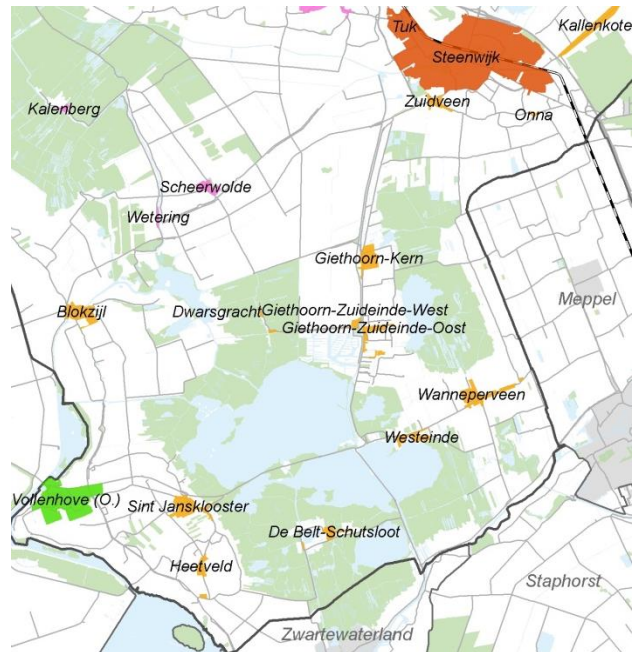 Tuk
Kallenkote
Steenwijk
Kalenberg
Zuidveen
Onna
Scheerwolde
Wetering
Giethoorn-Kern
Meppel
Blokzijl
Dwarsgracht
Giethoorn-Zuideinde-West
Giethoorn-Zuideinde-Oost
Wanneperveen
Westeinde
Vollenhove (O.)
Sint Jansklooster
De Belt-Schutsloot
Heetveld
Staphorst
Zwartewaterland